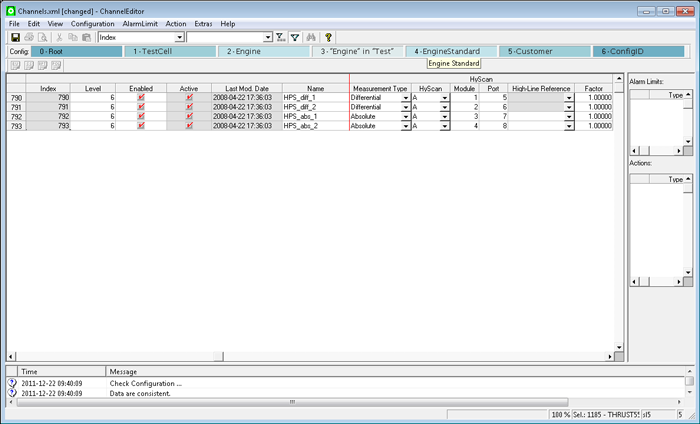 Channels.xml [changed] - ChannelEditor
File Edit View Configuration AlarmLimit Action Extras Help
Index
Config: 0 - Root 1 - TestCell 2 - Engine 3 - "Engine" in "Test" 4 - EngineStandard 5 - Customer 6 - ConfigID
Engine Standard
HvScan
Index Level Enabled Active Last Mod. Date Name Measurement Type HvScan Module Port High-Line Reference Factor
790 790 6 2008-04-22 17:36:03 HPS_diff_1 Differential A 1 5 1.00000
791 791 6 2008-04-22 17:36:03 HPS_diff_2 Differential A 2 6 1.00000
792 792 6 2008-04-22 17:36:03 HPS_abs_1 Absolute A 3 7 1.00000
793 793 6 2008-04-22 17:36:03 HPS_abs_2 Absolute A 4 8 1.00000
Alarm Limits:
Type
Actions:
Type
Time Message
2011-12-22 09:40:09 Check Configuration ...
2011-12-22 09:40:09 Data are consistent.
100 % Sel.: 1185 - THRUST55 5